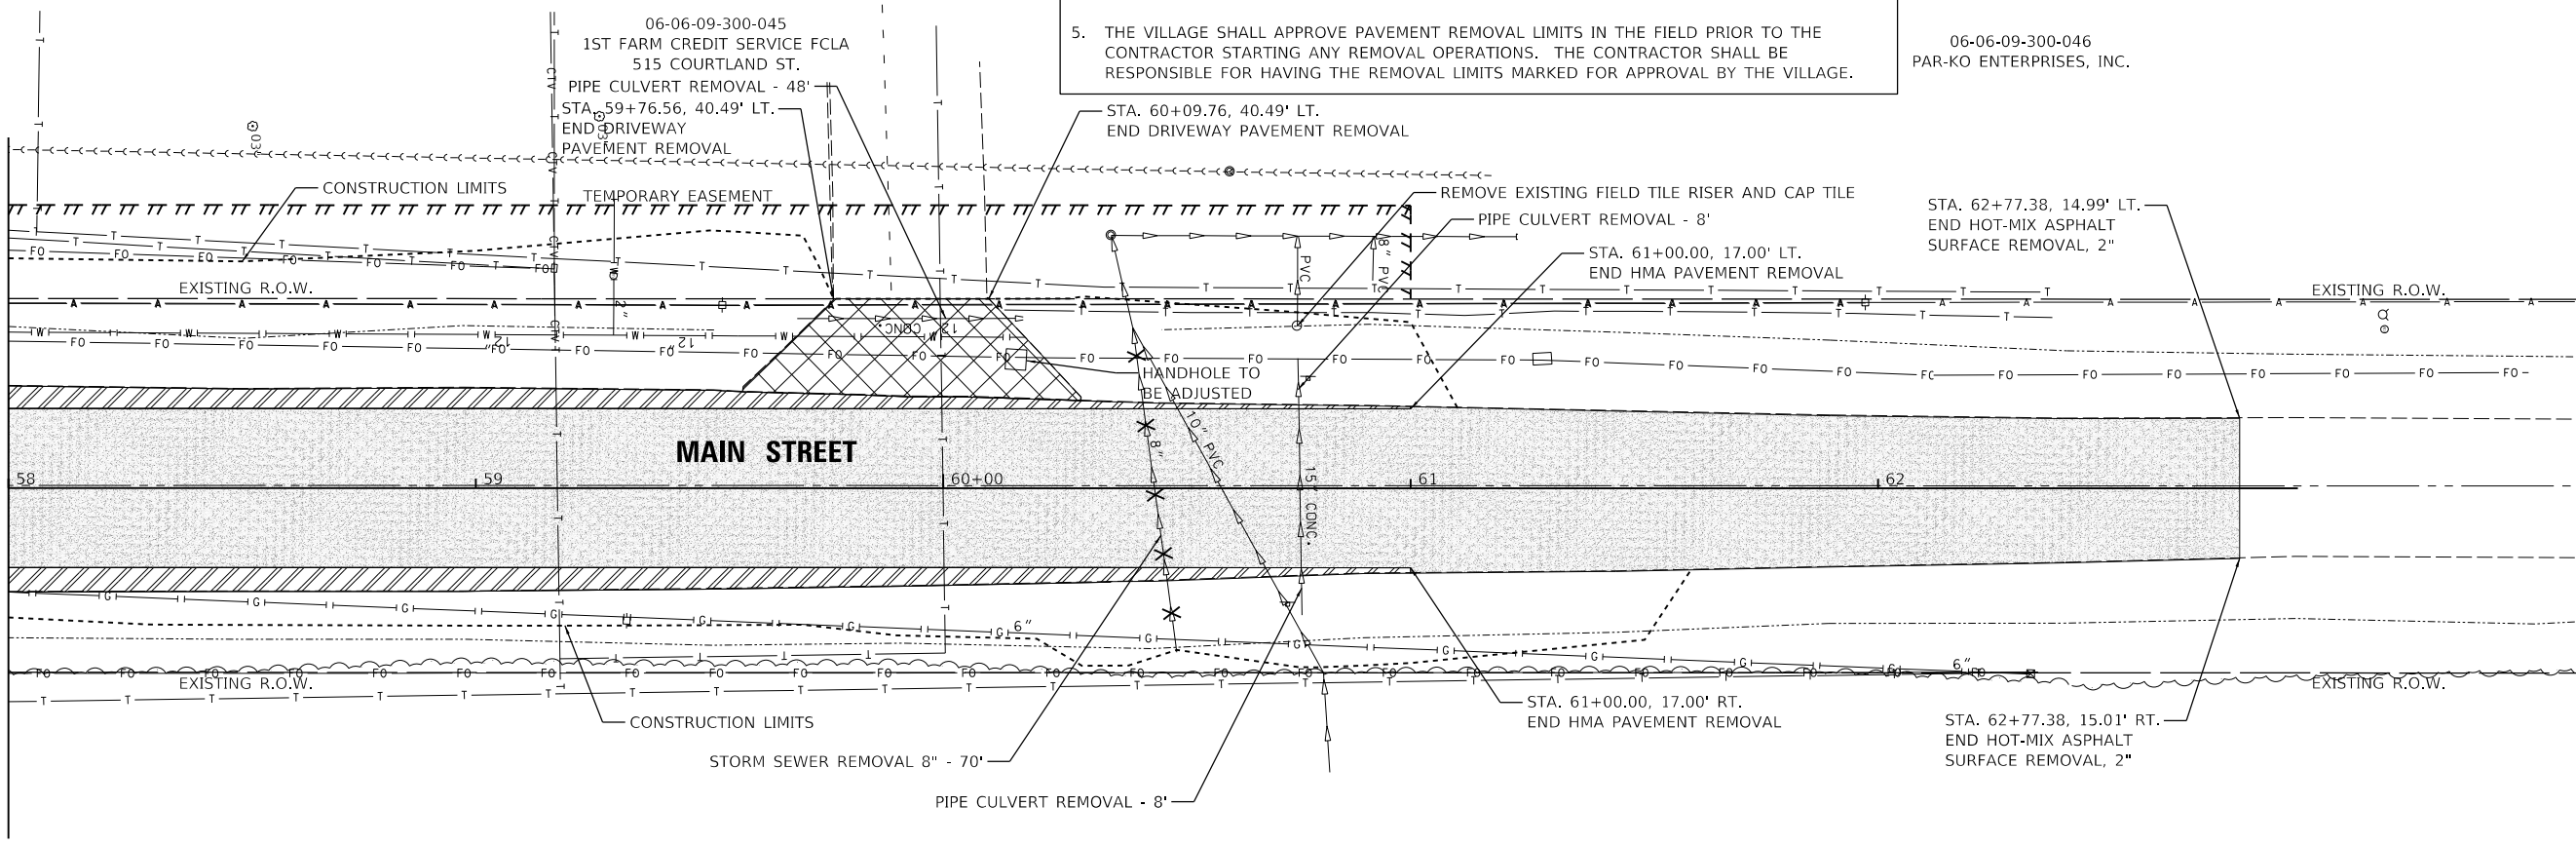 06-06-09-300-045
1ST FARM CREDIT SERVICE FCLA
515 COURTLAND ST.
PIPE CULVERT REMOVAL - 48'
STA. 59+76.56, 40.49' LT.
END DRIVEWAY
PAVEMENT REMOVAL
5. THE VILLAGE SHALL APPROVE PAVEMENT REMOVAL LIMITS IN THE FIELD PRIOR TO THE
CONTRACTOR STARTING ANY REMOVAL OPERATIONS. THE CONTRACTOR SHALL BE
RESPONSIBLE FOR HAVING THE REMOVAL LIMITS MARKED FOR APPROVAL BY THE VILLAGE.
06-06-09-300-046
PAR-KO ENTERPRISES, INC.
STA. 60+09.76, 40.49' LT.
END DRIVEWAY PAVEMENT REMOVAL
CONSTRUCTION LIMITS
TEMPORARY EASEMENT
REMOVE EXISTING FIELD TILE RISER AND CAP TILE
PIPE CULVERT REMOVAL - 8'
STA. 61+00.00, 17.00' LT.
END HMA PAVEMENT REMOVAL
STA. 62+77.38, 14.99' LT.
END HOT-MIX ASPHALT
SURFACE REMOVAL, 2"
EXISTING R.O.W.
EXISTING R.O.W.
PVC
8" PVC
2"
12"
12"
12" CONC.
HANDHOLE TO
BE ADJUSTED
MAIN STREET
8"
10" PVC
15" CONC.
58
59
60+00
61
62
6"
6"
EXISTING R.O.W.
EXISTING R.O.W.
CONSTRUCTION LIMITS
STORM SEWER REMOVAL 8" - 70'
PIPE CULVERT REMOVAL - 8'
STA. 61+00.00, 17.00' RT.
END HMA PAVEMENT REMOVAL
STA. 62+77.38, 15.01' RT.
END HOT-MIX ASPHALT
SURFACE REMOVAL, 2"